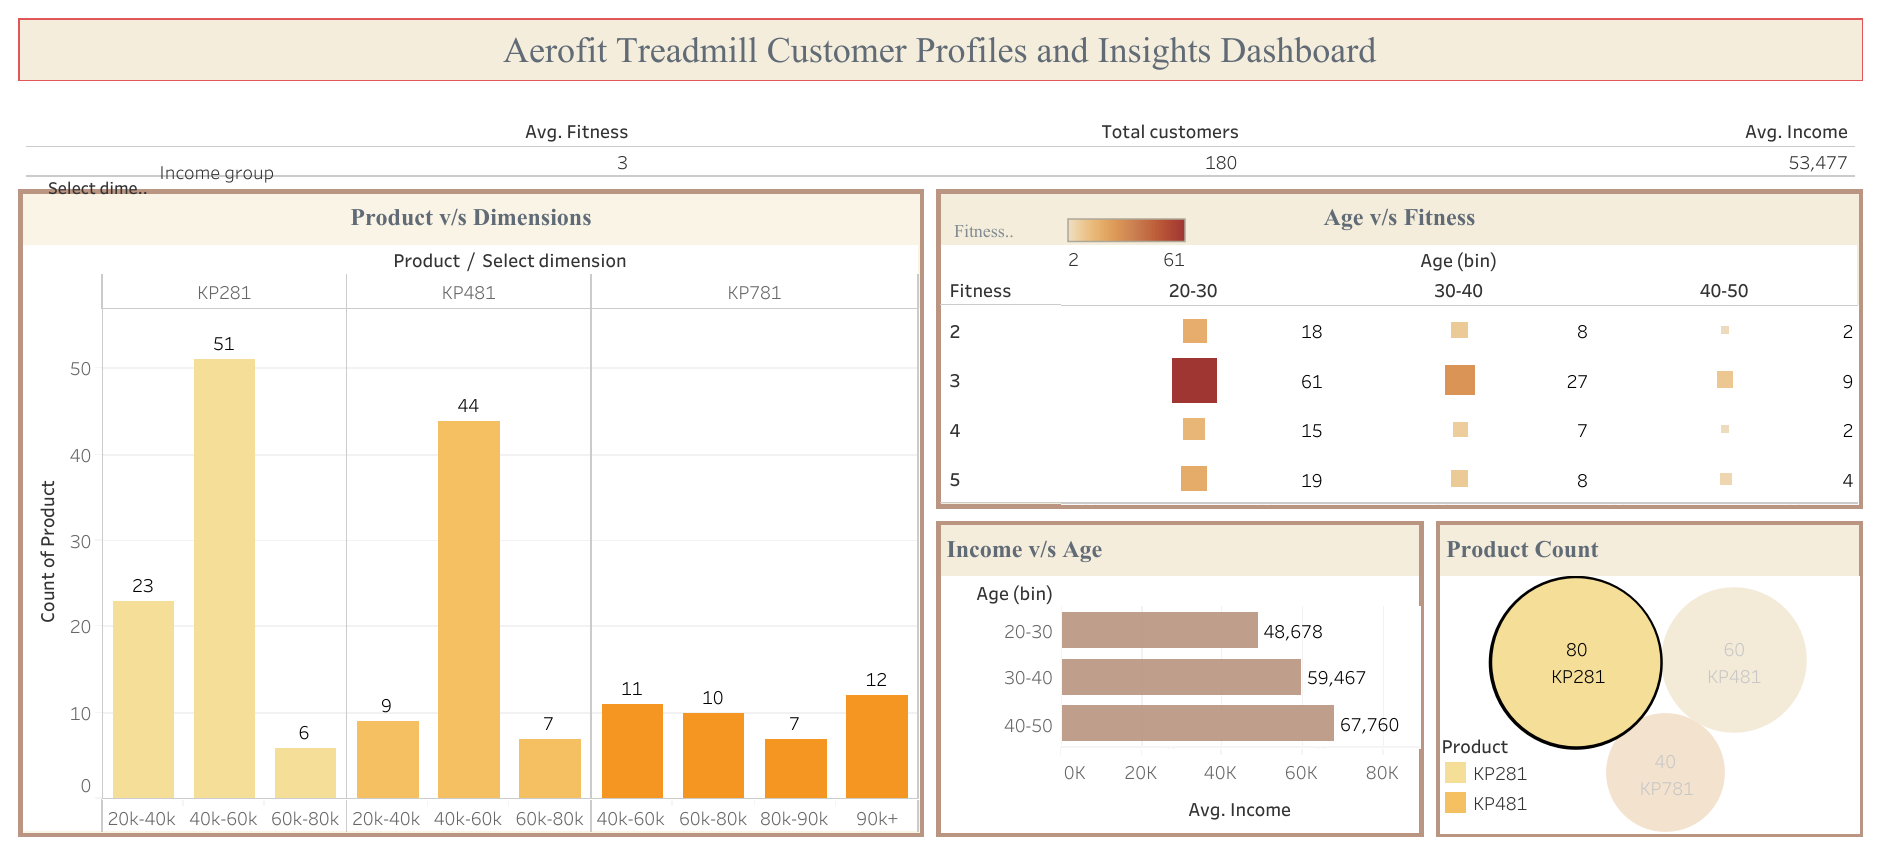 Aerofit Treadmill Customer Profiles and Insights Dashboard
Avg. Fitness Total customers Avg. Income
3 180 53,477
Select dime.. Income group
Product v/s Dimensions
Product / Select dimension
KP281 KP481 KP781
Count of Product
50
40
30
20
10
0
23 51 6 9 44 7 11 10 7 12
20k-40k 40k-60k 60k-80k 20k-40k 40k-60k 60k-80k 40k-60k 60k-80k 80k-90k 90k+
Age v/s Fitness
Fitness..
2 61
Age (bin)
Fitness 20-30 30-40 40-50
2 18 8 2
3 61 27 9
4 15 7 2
5 19 8 4
Income v/s Age
Age (bin)
20-30 48,678
30-40 59,467
40-50 67,760
0K 20K 40K 60K 80K
Avg. Income
Product Count
80
KP281
60
KP481
40
KP781
Product
KP281
KP481